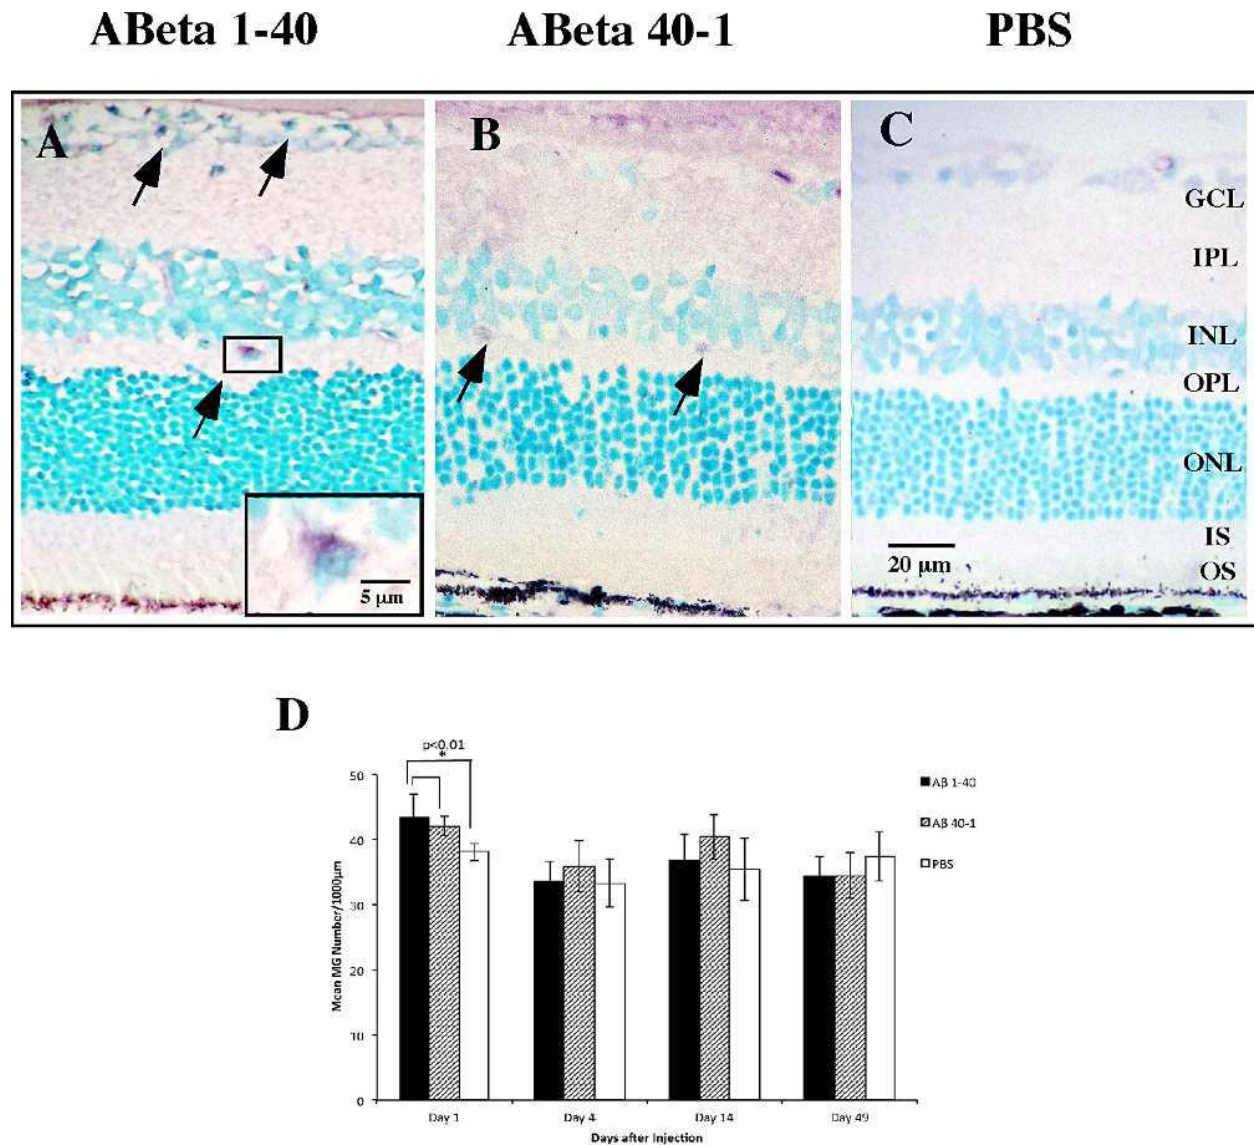 ABeta 1-40 ABeta 40-1 PBS
A B C
GCL
IPL
INL
OPL
ONL
IS
OS
5 µm
20 µm
D
p<0.01
*
50
40
30
20
10
0
Mean MG Number/1000µm
Day 1 Day 4 Day 14 Day 49
Days after Injection
Aβ 1-40
Aβ 40-1
PBS